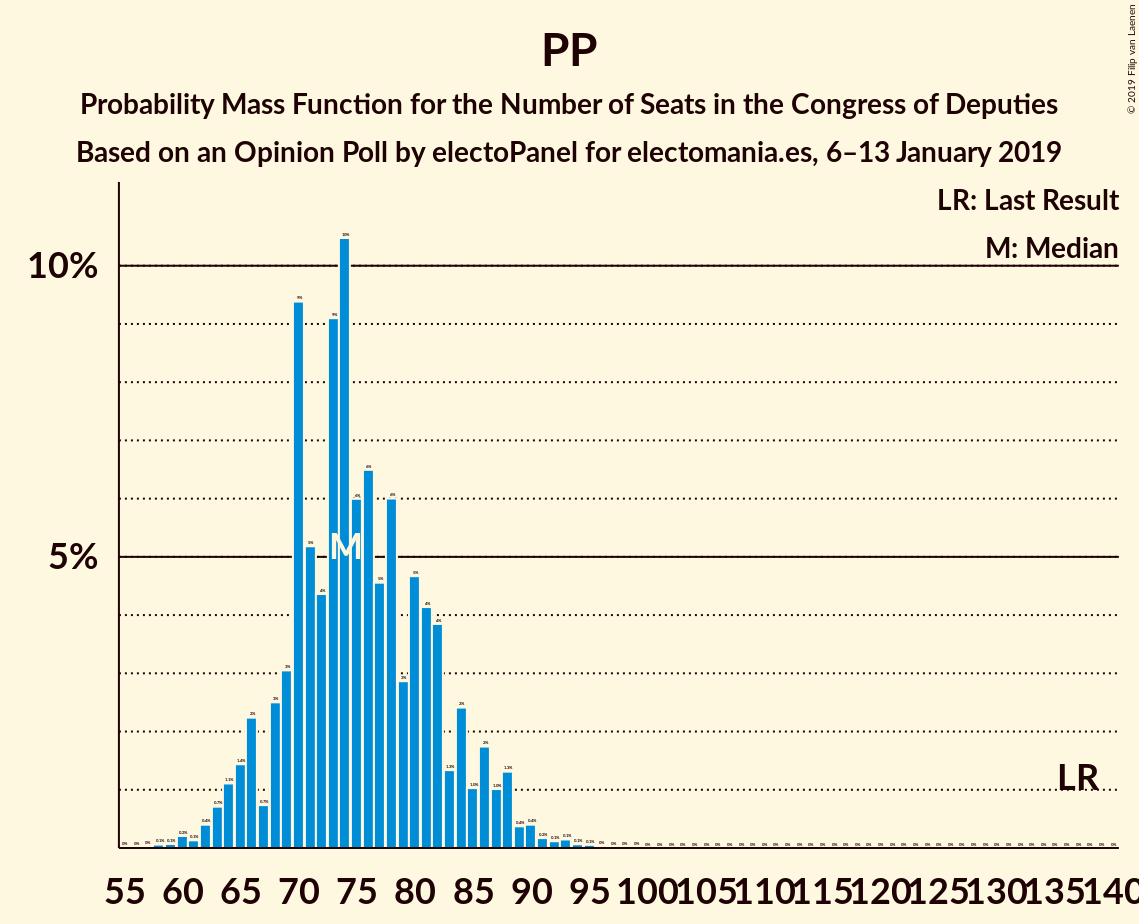 PP
Probability Mass Function for the Number of Seats in the Congress of Deputies
Based on an Opinion Poll by electoPanel for electomania.es, 6–13 January 2019
© 2019 Filip van Laenen
LR: Last Result
M: Median
10%
5%
M
LR
55 60 65 70 75 80 85 90 95 100 105 110 115 120 125 130 135 140